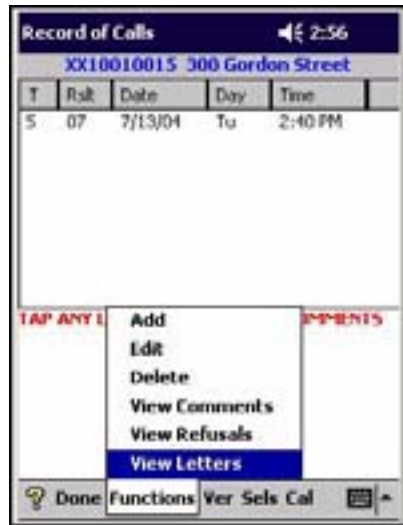 Record of Calls 2:56
XX10010015 300 Gordon Street
T Rslt Date Day Time
5 07 7/13/04 Tu 2:40 PM
TAP ANY
Add
Edit
Delete
View Comments
View Refusals
View Letters
? Done Functions Ver Sels Cal